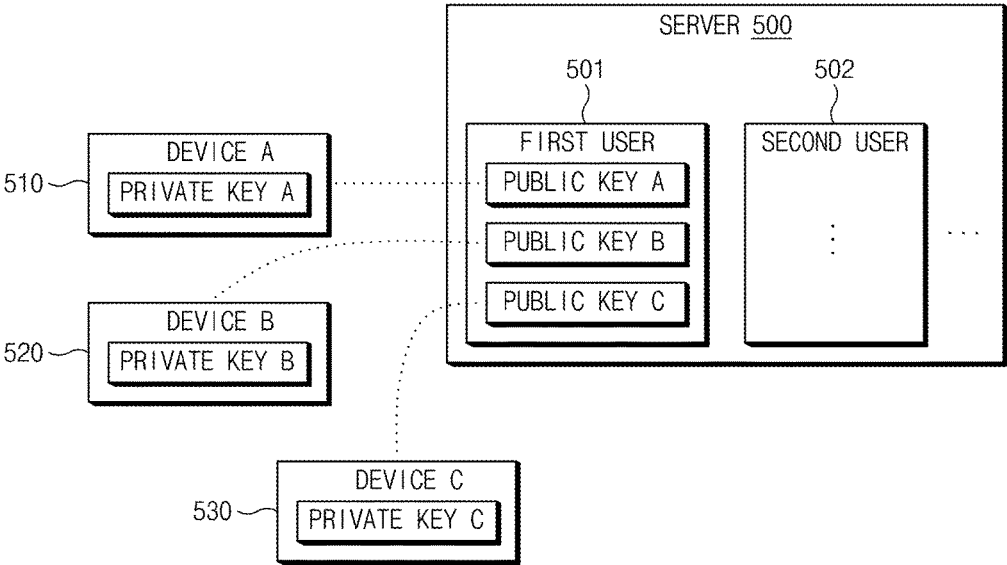 SERVER 500
501
502
FIRST USER
SECOND USER
DEVICE A
510
PRIVATE KEY A
PUBLIC KEY A
PUBLIC KEY B
PUBLIC KEY C
DEVICE B
520
PRIVATE KEY B
DEVICE C
530
PRIVATE KEY C